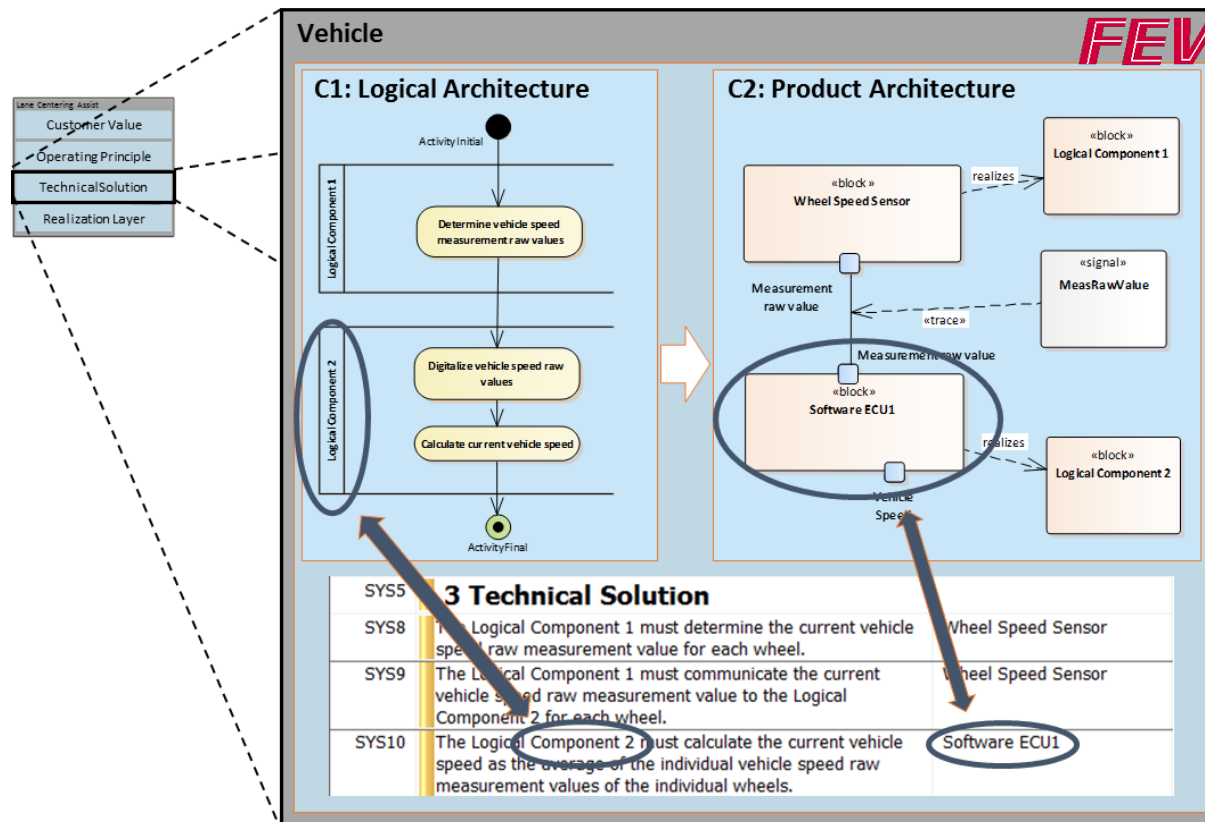 Vehicle
FEV
Lane Centering Assist
Customer Value
Operating Principle
TechnicalSolution
Realization Layer
C1: Logical Architecture
ActivityInitial
Logical Component 1
Determine vehicle speed
measurement raw values
Logical Component 2
Digitalize vehicle speed raw
values
Calculate current vehicle speed
ActivityFinal
C2: Product Architecture
«block»
Wheel Speed Sensor
realizes
«block»
Logical Component 1
Measurement
raw value
«signal»
MeasRawValue
«trace»
Measurement raw value
«block»
Software ECU1
realizes
«block»
Logical Component 2
Vehicle
Speed
SYS5 3 Technical Solution
SYS8 The Logical Component 1 must determine the current vehicle Wheel Speed Sensor
speed raw measurement value for each wheel.
SYS9 The Logical Component 1 must communicate the current Wheel Speed Sensor
vehicle speed raw measurement value to the Logical
Component 2 for each wheel.
SYS10 The Logical Component 2 must calculate the current vehicle Software ECU1
speed as the average of the individual vehicle speed raw
measurement values of the individual wheels.